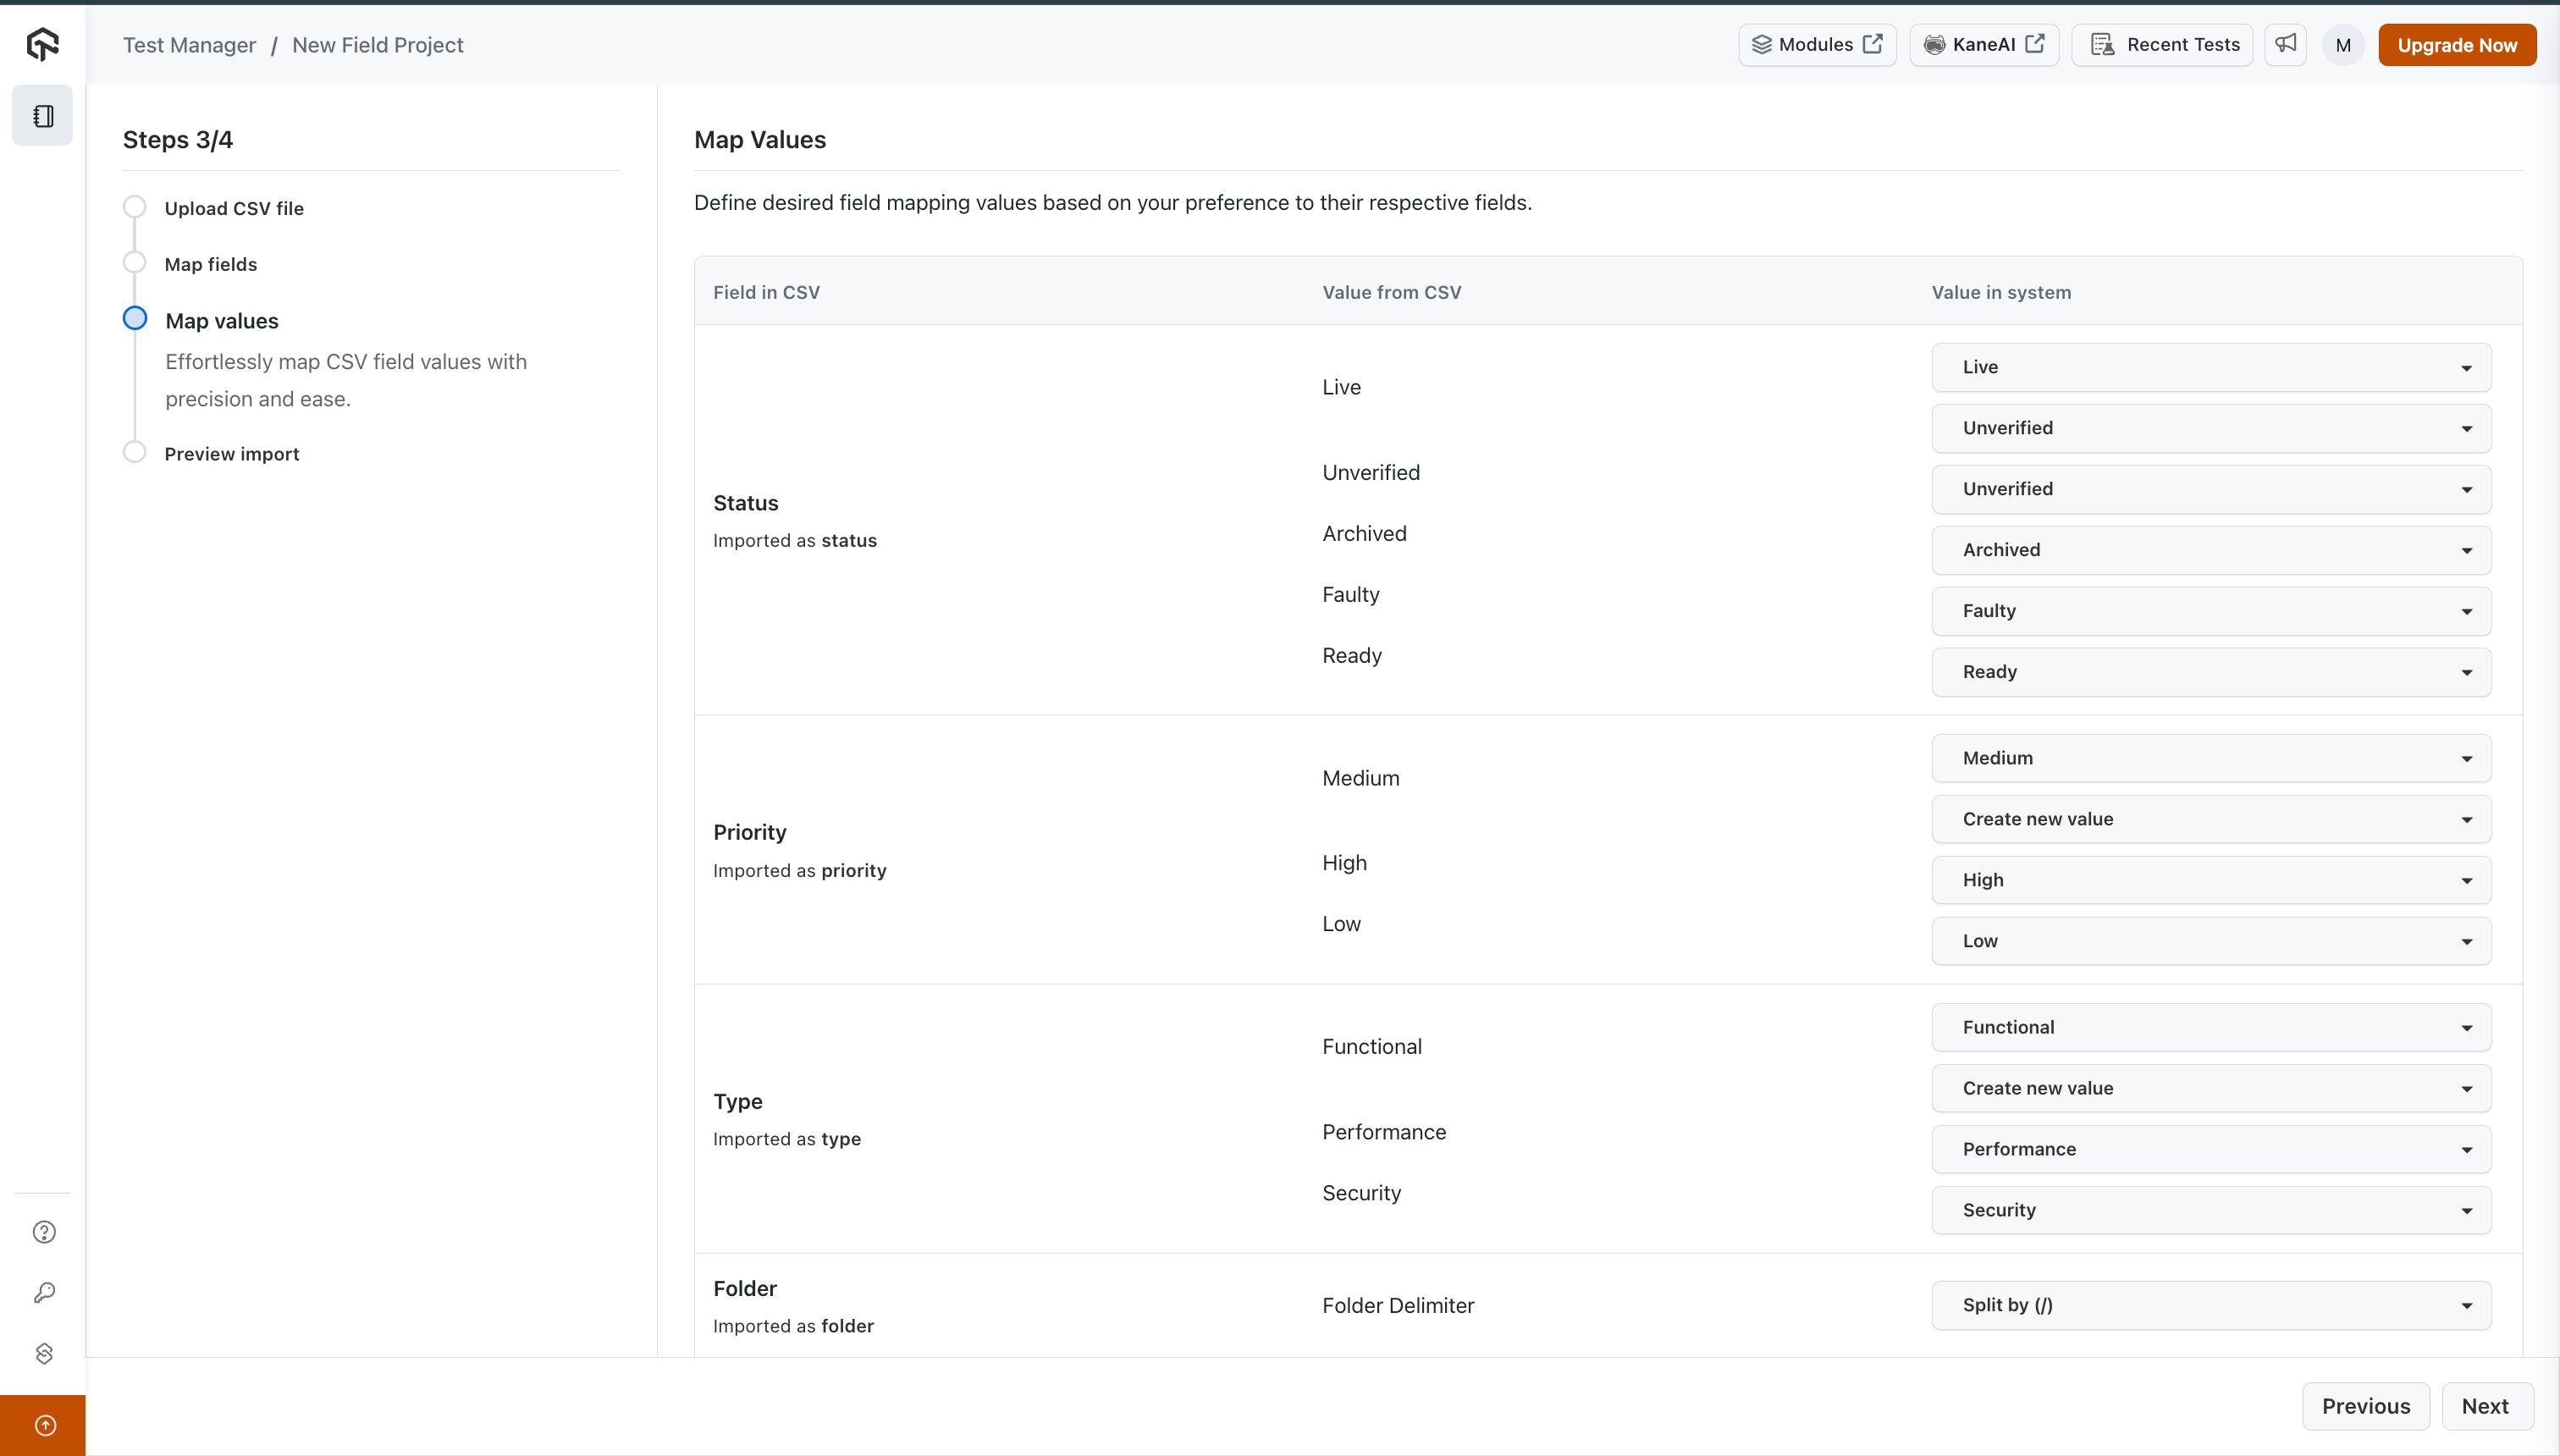 Test Manager / New Field Project
Modules
KaneAI
Recent Tests
M
Upgrade Now
Steps 3/4
Upload CSV file
Map fields
Map values
Effortlessly map CSV field values with
precision and ease.
Preview import
Map Values
Define desired field mapping values based on your preference to their respective fields.
Field in CSV
Value from CSV
Value in system
Status
Imported as status
Live
Unverified
Archived
Faulty
Ready
Live
Unverified
Unverified
Archived
Faulty
Ready
Priority
Imported as priority
Medium
High
Low
Medium
Create new value
High
Low
Type
Imported as type
Functional
Performance
Security
Functional
Create new value
Performance
Security
Folder
Imported as folder
Folder Delimiter
Split by (/)
Previous
Next